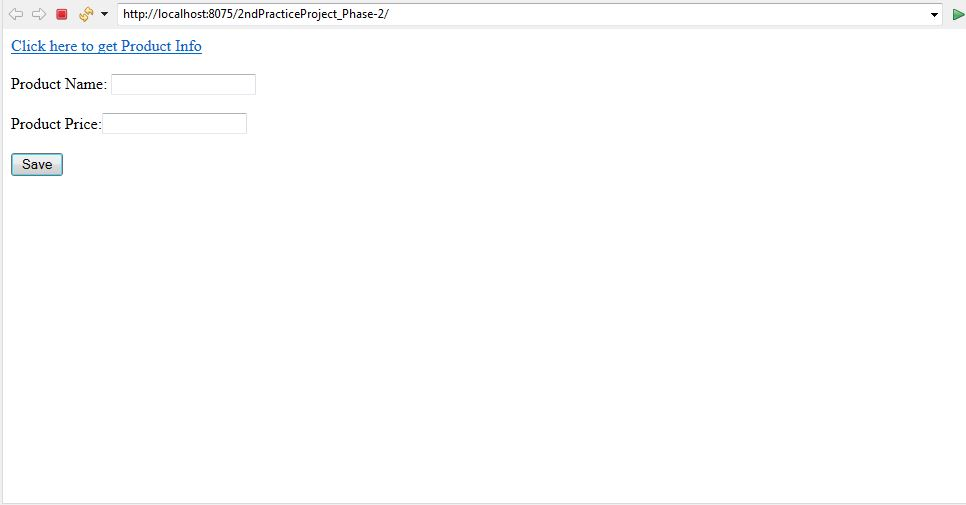 http://localhost:8075/2ndPracticeProject_Phase-2/
Click here to get Product Info
Product Name:
Product Price:
Save